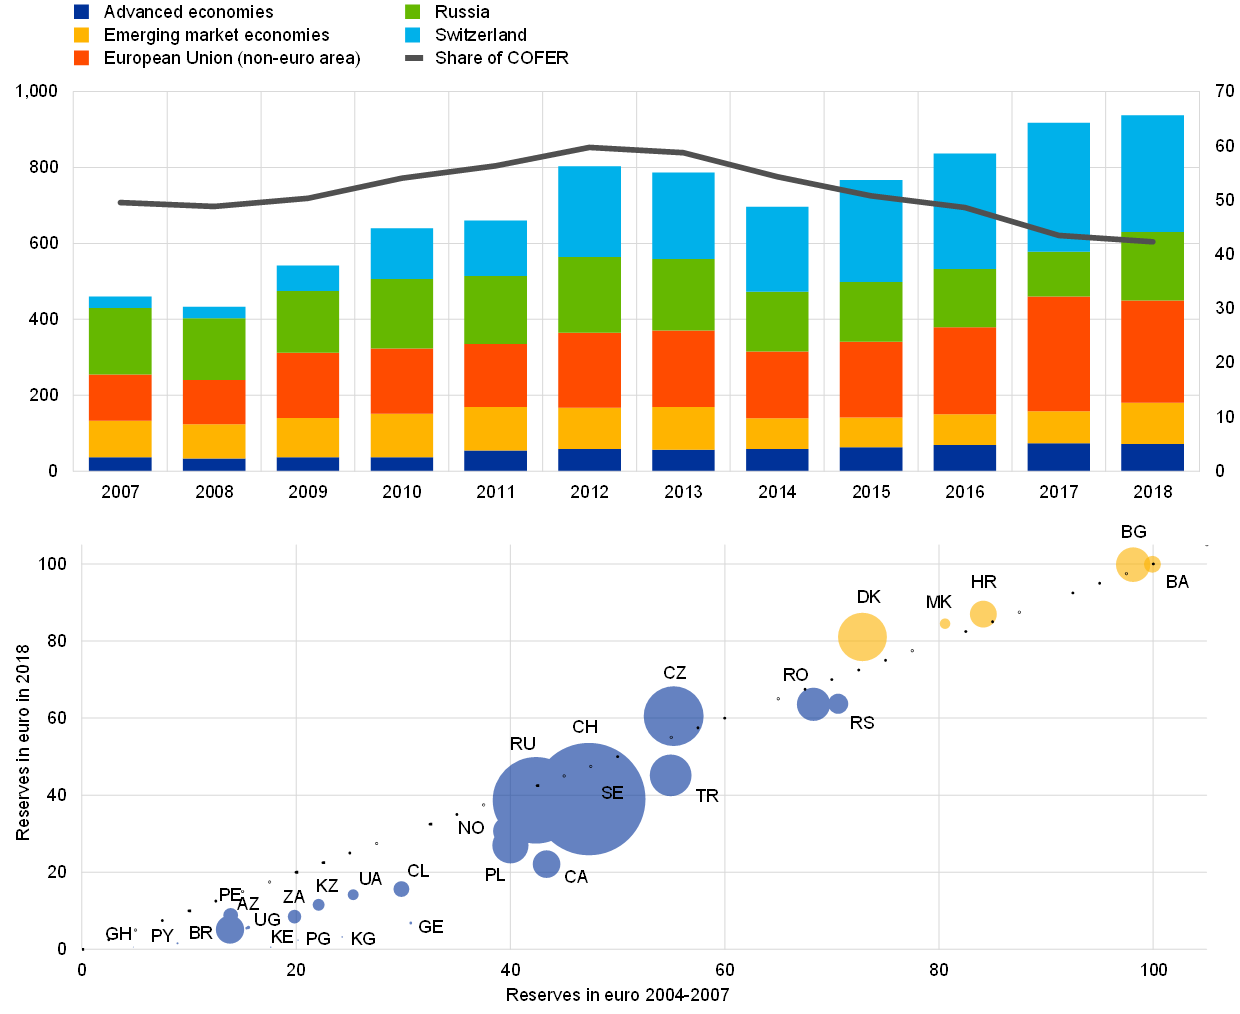 Advanced economies
Russia
Emerging market economies
Switzerland
European Union (non-euro area)
Share of COFER
1,000
70
60
800
50
600
40
30
400
20
200
10
0
0
2007 2008 2009 2010 2011 2012 2013 2014 2015 2016 2017 2018
BG
100
HR
BA
DK
MK
80
CZ
RO
RS
60
CH
RU
SE
TR
40
NO
PL
CA
20
CL
UA
KZ
PE
ZA
AZ
UG
GE
GH
PY
BR
KE
PG
KG
0
0 20 40 60 80 100
Reserves in euro in 2018
Reserves in euro 2004-2007